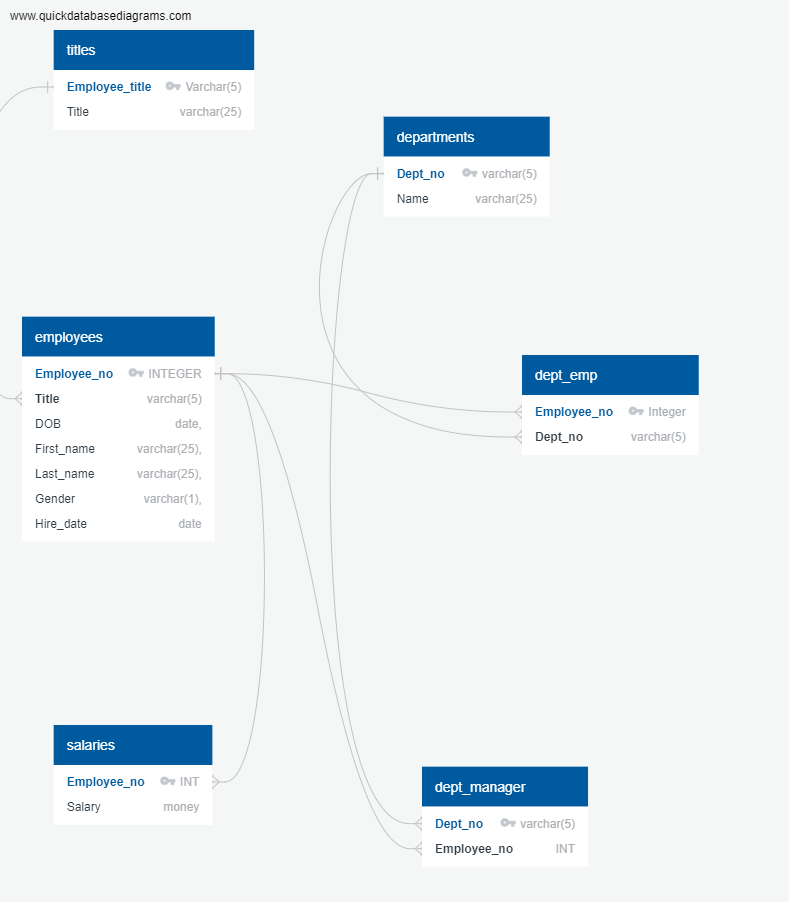 www.quickdatabasediagrams.com
titles
Employee_title Varchar(5)
Title varchar(25)
departments
Dept_no varchar(5)
Name varchar(25)
employees
Employee_no INTEGER
Title varchar(5)
DOB date,
First_name varchar(25),
Last_name varchar(25),
Gender varchar(1),
Hire_date date
dept_emp
Employee_no Integer
Dept_no varchar(5)
salaries
Employee_no INT
Salary money
dept_manager
Dept_no varchar(5)
Employee_no INT